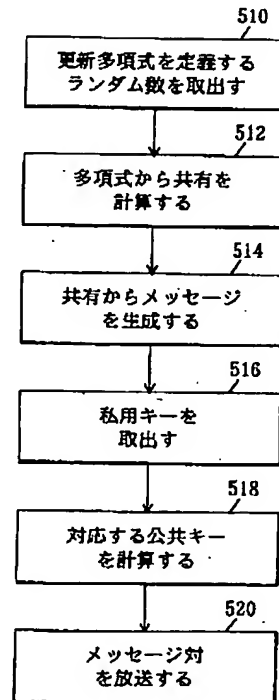 510
更新多項式を定義する
ランダム数を取出す
512
多項式から共有を
計算する
514
共有からメッセージ
を生成する
516
私用キーを
取出す
518
対応する公共キー
を計算する
520
メッセージ対
を放送する